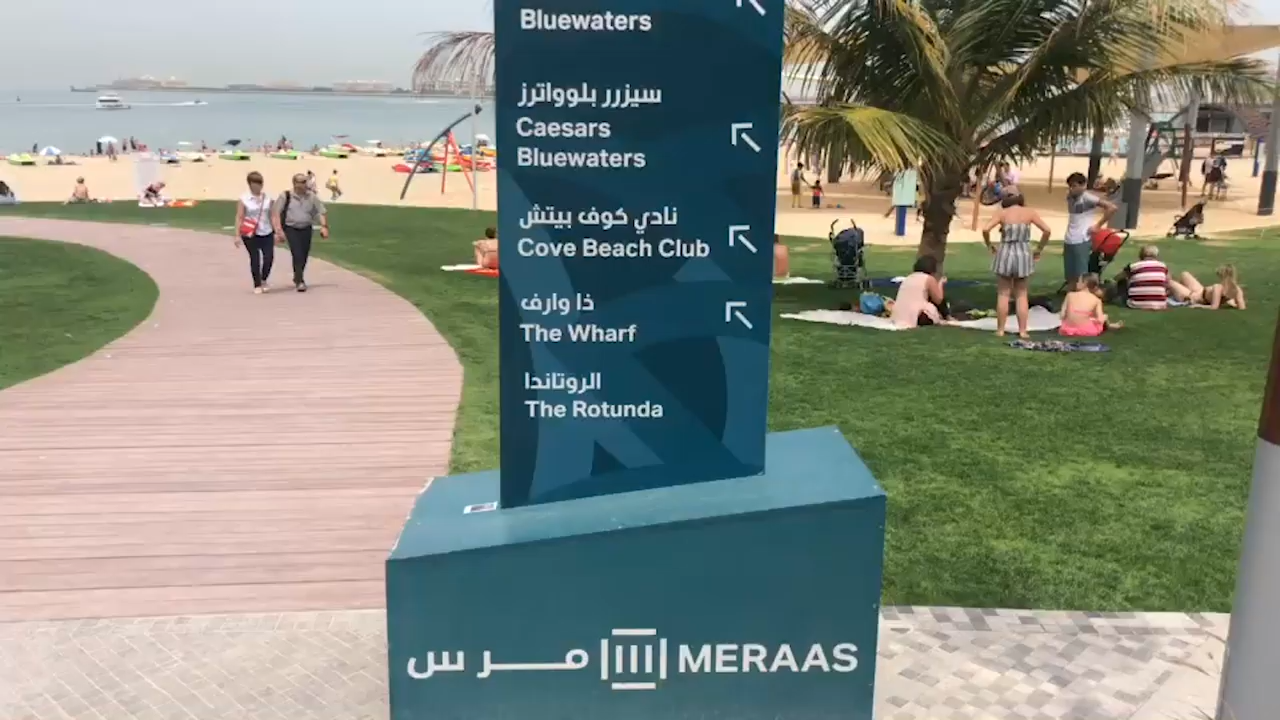 Bluewaters
سيزرر بلوواترز
Caesars
Bluewaters
نادي كوف بيتش
Cove Beach Club
ذا وارف
The Wharf
الروتاندا
The Rotunda
مرس MERAAS